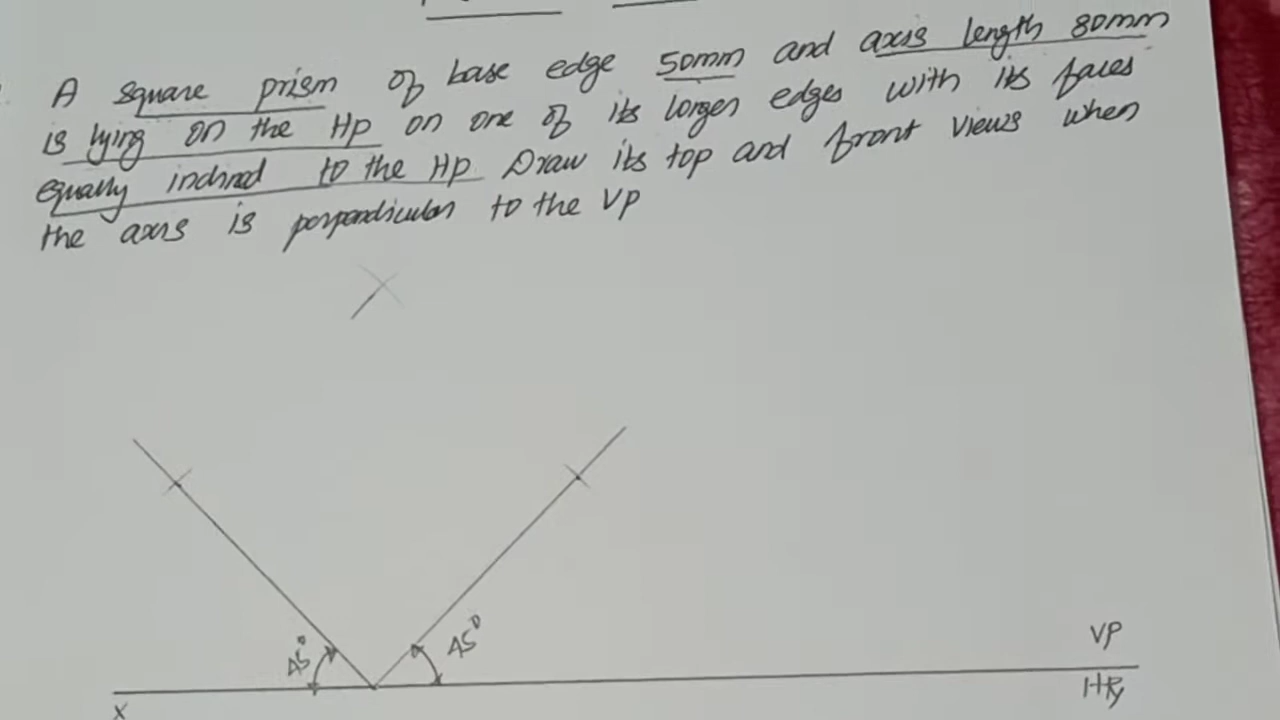 A square prism of base edge 50mm and axis length 80mm
is lying on the HP on one of its longer edges with its faces
equally inclined to the HP Draw its top and front views when
the axis is perpendicular to the VP
45°
45°
VP
X
HP